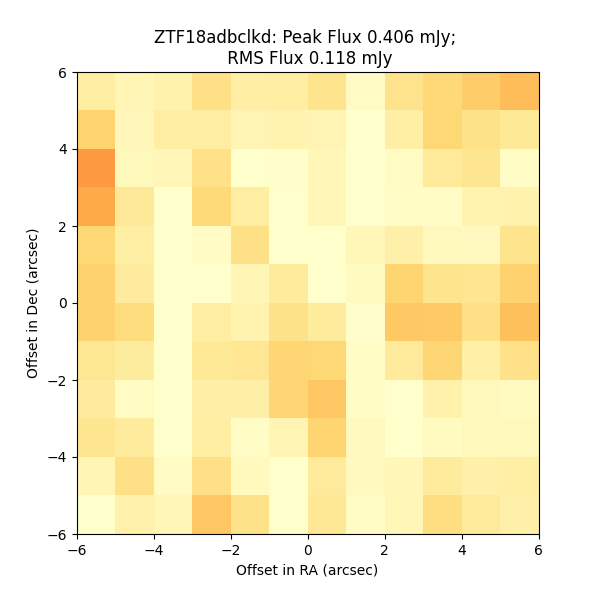 ZTF18adbclkd: Peak Flux 0.406 mJy;
RMS Flux 0.118 mJy
6
4
2
0
−2
−4
−6
Offset in Dec (arcsec)
−6 −4 −2 0 2 4 6
Offset in RA (arcsec)